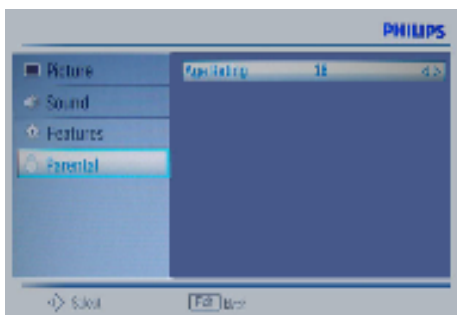 PHILIPS
Picture
Sound
Features
Parental
Age Rating 18
Select